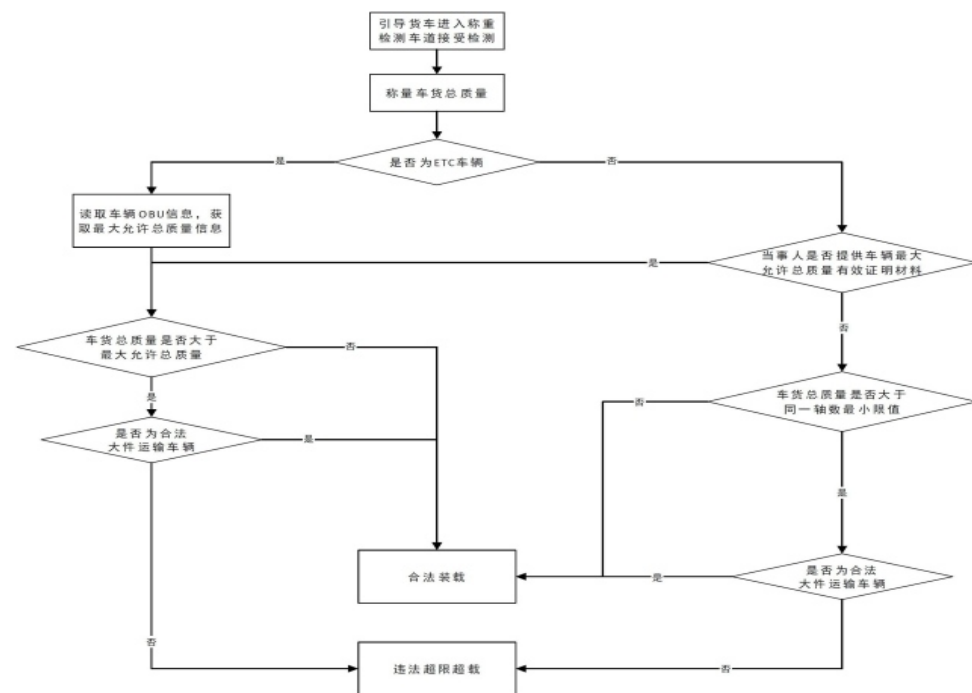 引导货车进入称重
检测车道接受检测
称量车货总质量
是否为ETC车辆
是
否
读取车辆OBU信息，获
取最大允许总质量信息
当事人是否提供车辆最大
允许总质量有效证明材料
是
否
车货总质量是否大于
最大允许总质量
否
是
车货总质量是否大于
同一轴数最小限值
否
是
是否为合法
大件运输车辆
是
否
合法装载
是否为合法
大件运输车辆
是
否
违法超限超载